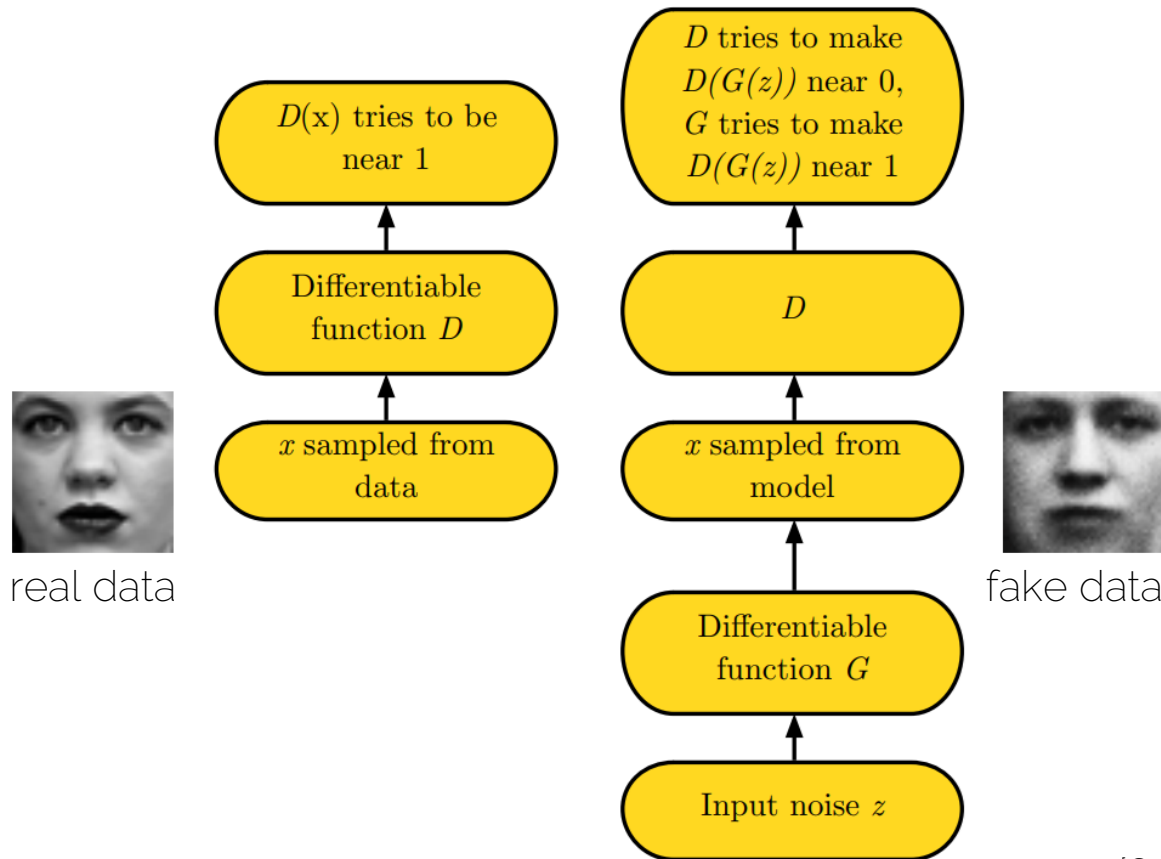 D(x) tries to be
near 1
Differentiable
function D
x sampled from
data
real data
D tries to make
D(G(z)) near 0,
G tries to make
D(G(z)) near 1
D
x sampled from
model
fake data
Differentiable
function G
Input noise z